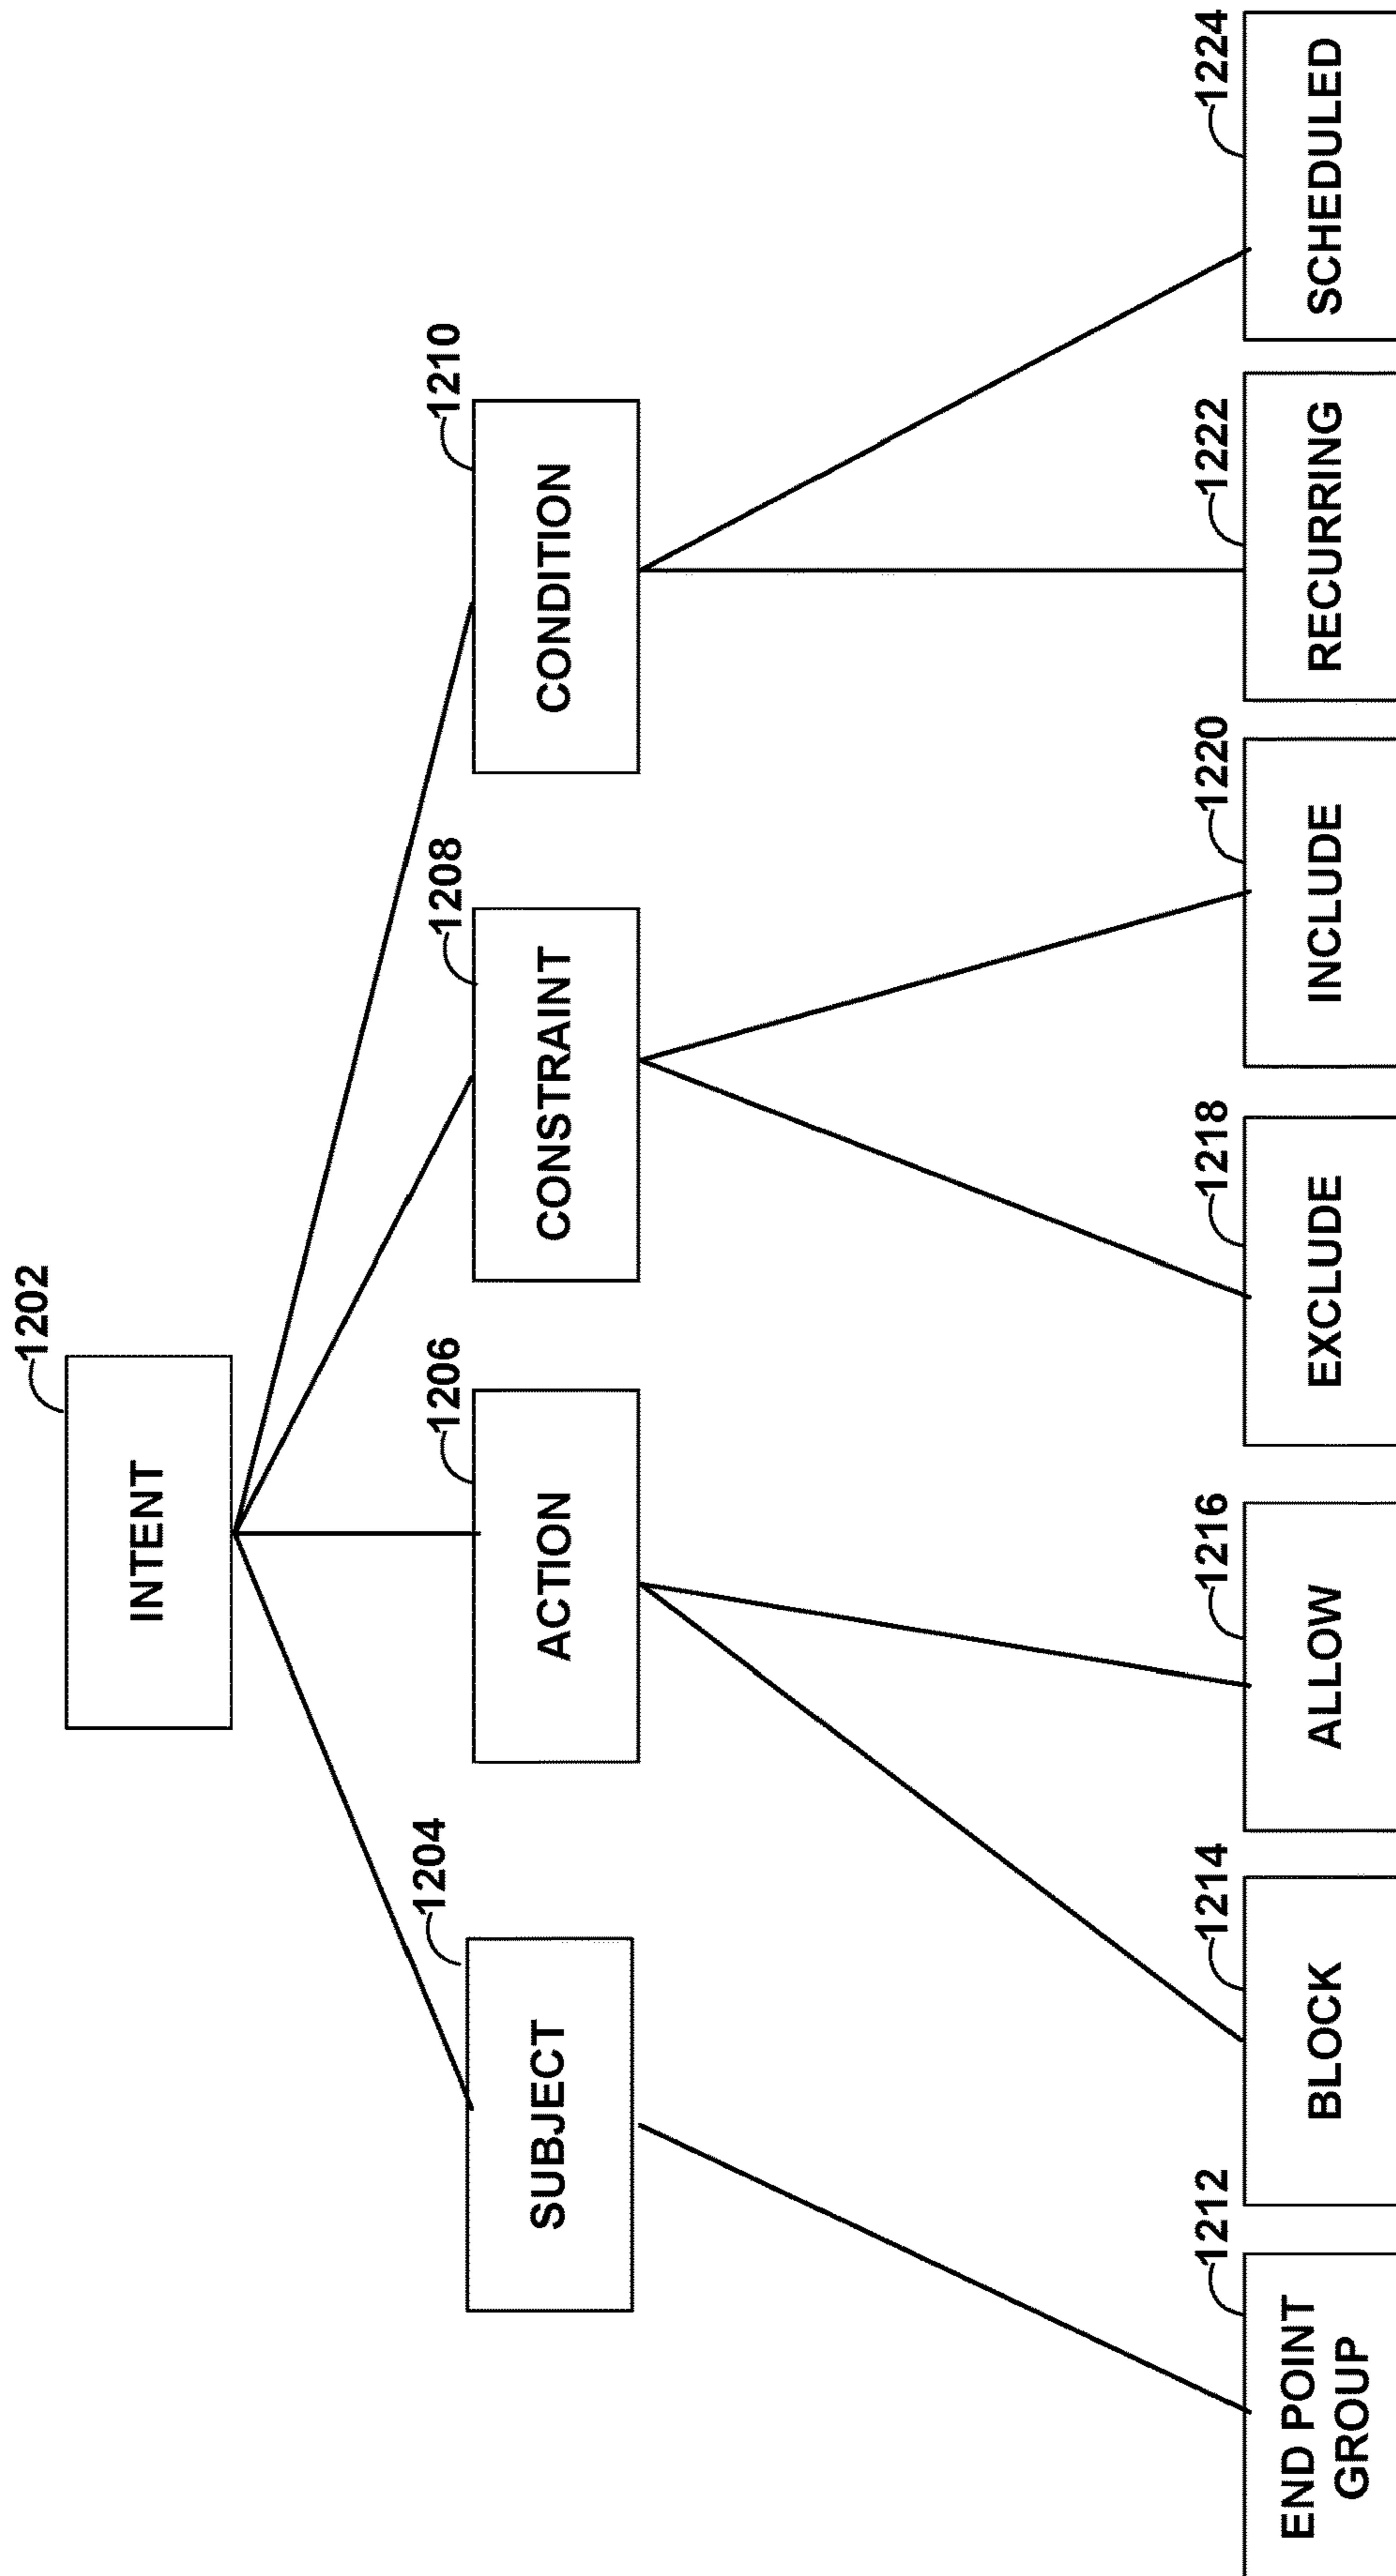 1202
INTENT
1204
1206
1208
1210
SUBJECT
ACTION
CONSTRAINT
CONDITION
1212
1214
1216
1218
1220
1222
1224
END POINT
GROUP
BLOCK
ALLOW
EXCLUDE
INCLUDE
RECURRING
SCHEDULED